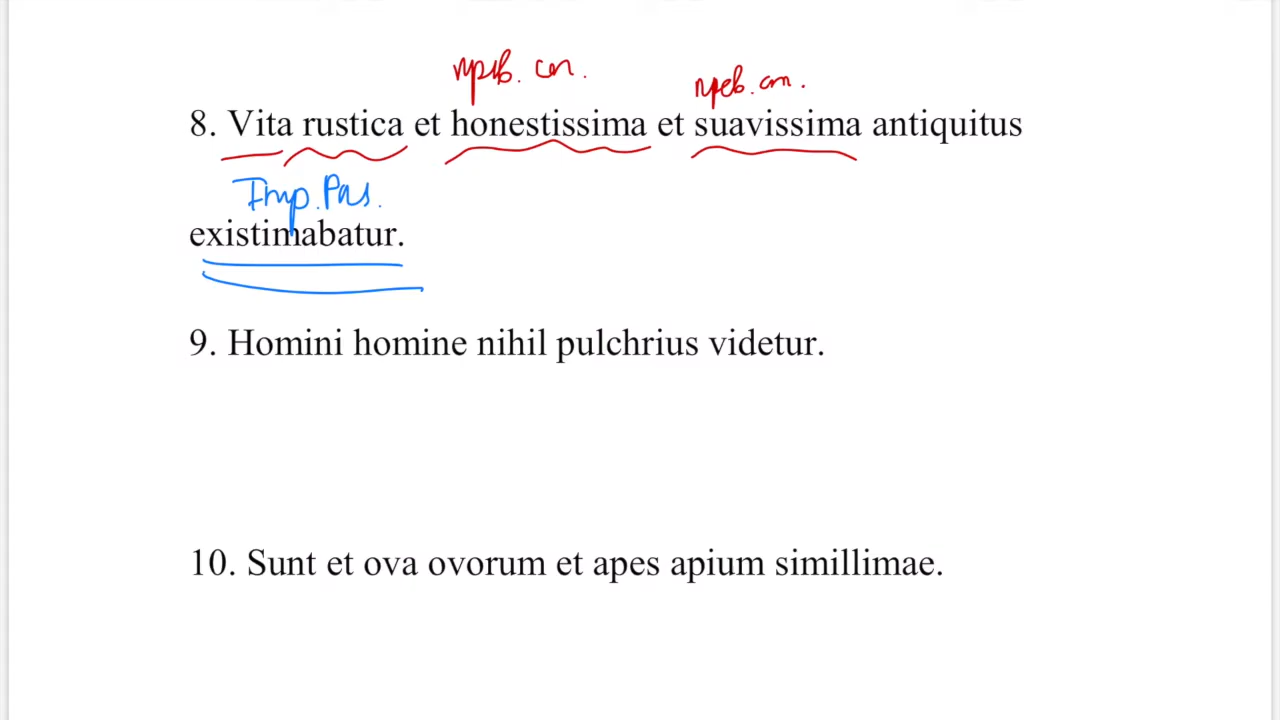 прев. ст. прев. ст.
8. Vita rustica et honestissima et suavissima antiquitus
Imp. Pas.
existimabatur.
9. Homini homine nihil pulchrius videtur.
10. Sunt et ova ovorum et apes apium simillimae.